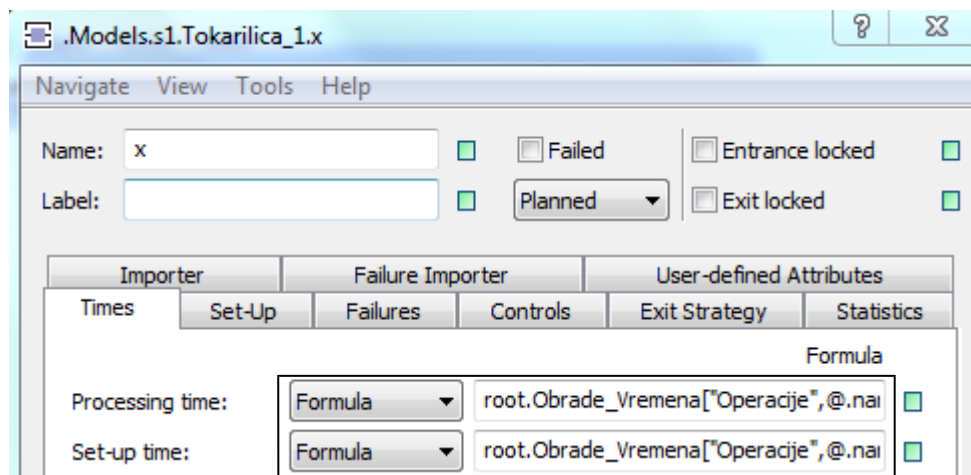 .Models.s1.Tokarilica_1.x
?
Navigate View Tools Help
Name: x Failed Entrance locked
Label: Planned Exit locked
Importer Failure Importer User-defined Attributes
Times Set-Up Failures Controls Exit Strategy Statistics
Formula
Processing time: Formula root.Obrade_Vremena["Operacije",@.nar
Set-up time: Formula root.Obrade_Vremena["Operacije",@.nar